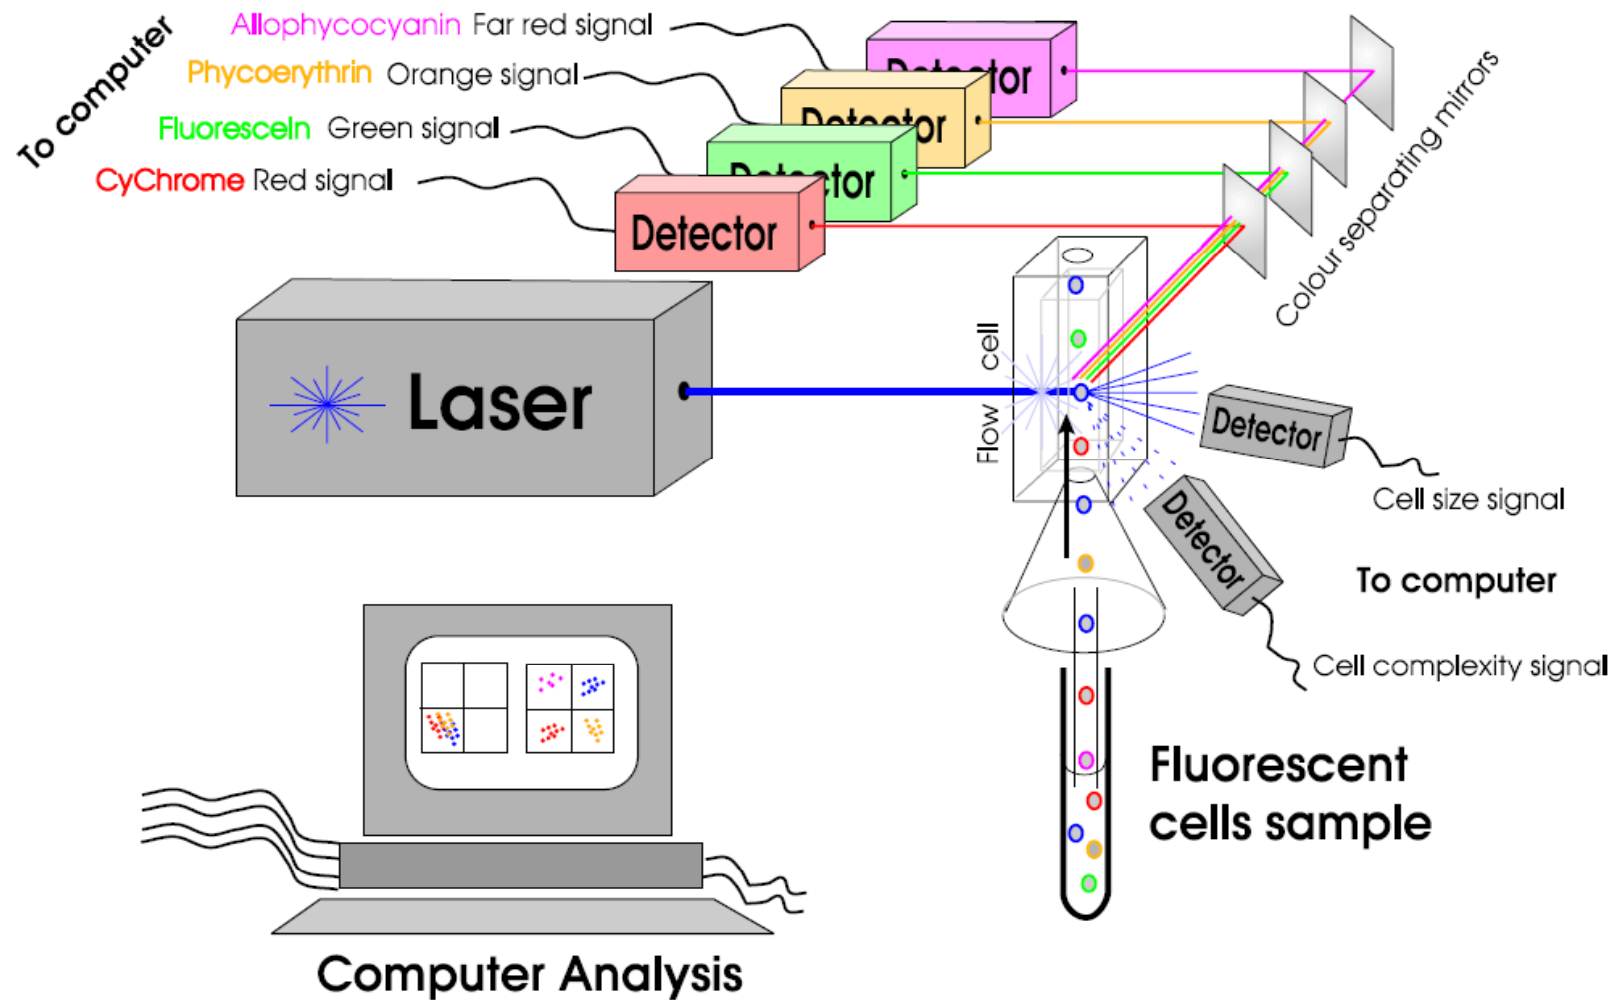 To computer
Allophycocyanin Far red signal
Phycoerythrin Orange signal
Fluorescein Green signal
CyChrome Red signal
Detector
Detector
Detector
Detector
Colour separating mirrors
Laser
Flow cell
Detector
Cell size signal
Detector
To computer
Cell complexity signal
Fluorescent
cells sample
Computer Analysis